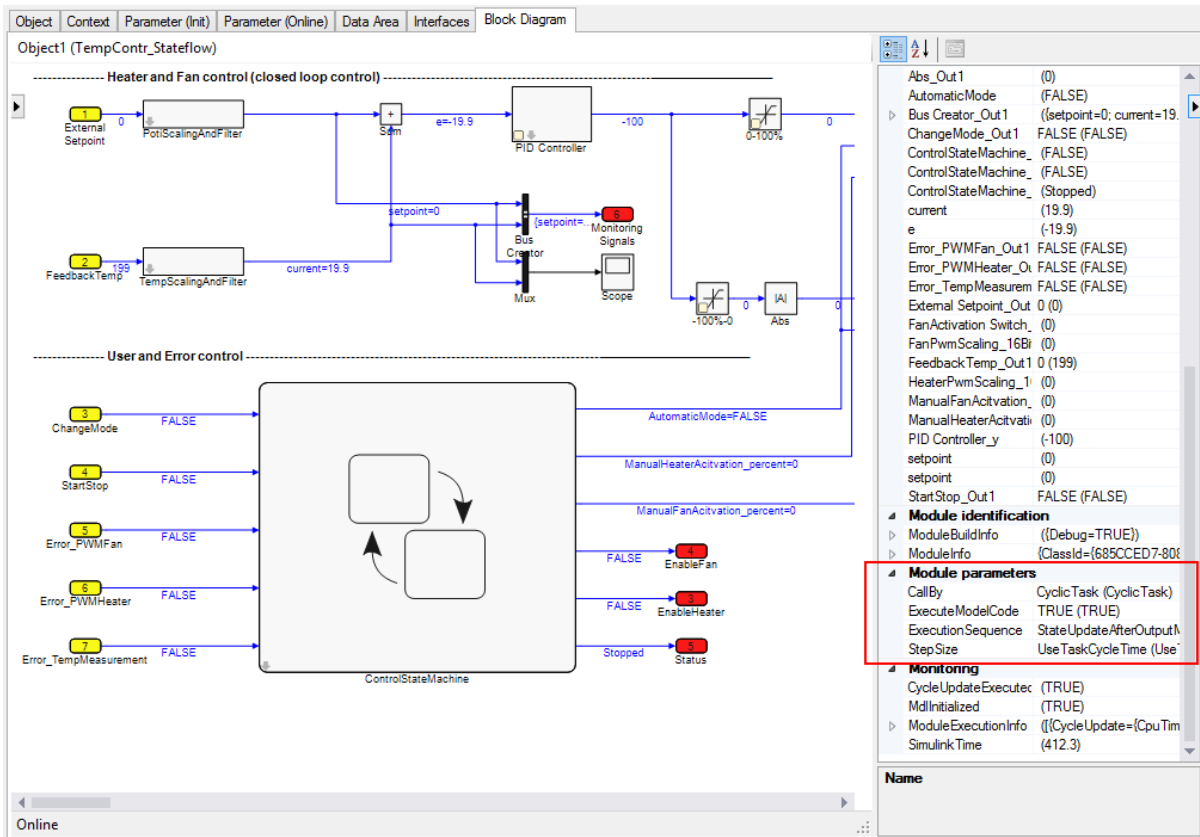 Object Context Parameter (Init) Parameter (Online) Data Area Interfaces Block Diagram
Object1 (TempContr_Stateflow)
--------------- Heater and Fan control (closed loop control) ---------------
1
External
Setpoint
0
PotiScalingAndFilter
+
Sum
e=-19.9
PID Controller
-100
0-100%
0
setpoint=0
{setpoint=...
6
Monitoring
Signals
Bus
Creator
2
FeedbackTemp
199
TempScalingAndFilter
current=19.9
Mux
Scope
-100%-0
0
|A|
Abs
0
--------------- User and Error control ---------------
3
ChangeMode
FALSE
AutomaticMode=FALSE
4
StartStop
FALSE
ManualHeaterAcitvation_percent=0
5
Error_PWMFan
FALSE
ManualFanAcitvation_percent=0
6
Error_PWMHeater
FALSE
FALSE
4
EnableFan
FALSE
3
EnableHeater
7
Error_TempMeasurement
FALSE
Stopped
5
Status
ControlStateMachine
Online
Abs_Out1 (0)
AutomaticMode (FALSE)
Bus Creator_Out1 ({setpoint=0; current=19.
ChangeMode_Out1 FALSE (FALSE)
ControlStateMachine_ (FALSE)
ControlStateMachine_ (FALSE)
ControlStateMachine_ (Stopped)
current (19.9)
e (-19.9)
Error_PWMFan_Out1 FALSE (FALSE)
Error_PWMHeater_Ou FALSE (FALSE)
Error_TempMeasurem FALSE (FALSE)
External Setpoint_Out 0 (0)
FanActivation Switch_ (0)
FanPwmScaling_16Bit (0)
FeedbackTemp_Out1 0 (199)
HeaterPwmScaling_1 (0)
ManualFanAcitvation_ (0)
ManualHeaterAcitvati (0)
PID Controller_y (-100)
setpoint (0)
setpoint (0)
StartStop_Out1 FALSE (FALSE)
Module identification
ModuleBuildInfo ({Debug=TRUE})
ModuleInfo {ClassId={685CCED7-808
Module parameters
CallBy CyclicTask (CyclicTask)
ExecuteModelCode TRUE (TRUE)
ExecutionSequence StateUpdateAfterOutputM
StepSize UseTaskCycleTime (Use
Monitoring
CycleUpdateExecuted (TRUE)
MdlInitialized (TRUE)
ModuleExecutionInfo ([{CycleUpdate={CpuTim
SimulinkTime (412.3)
Name